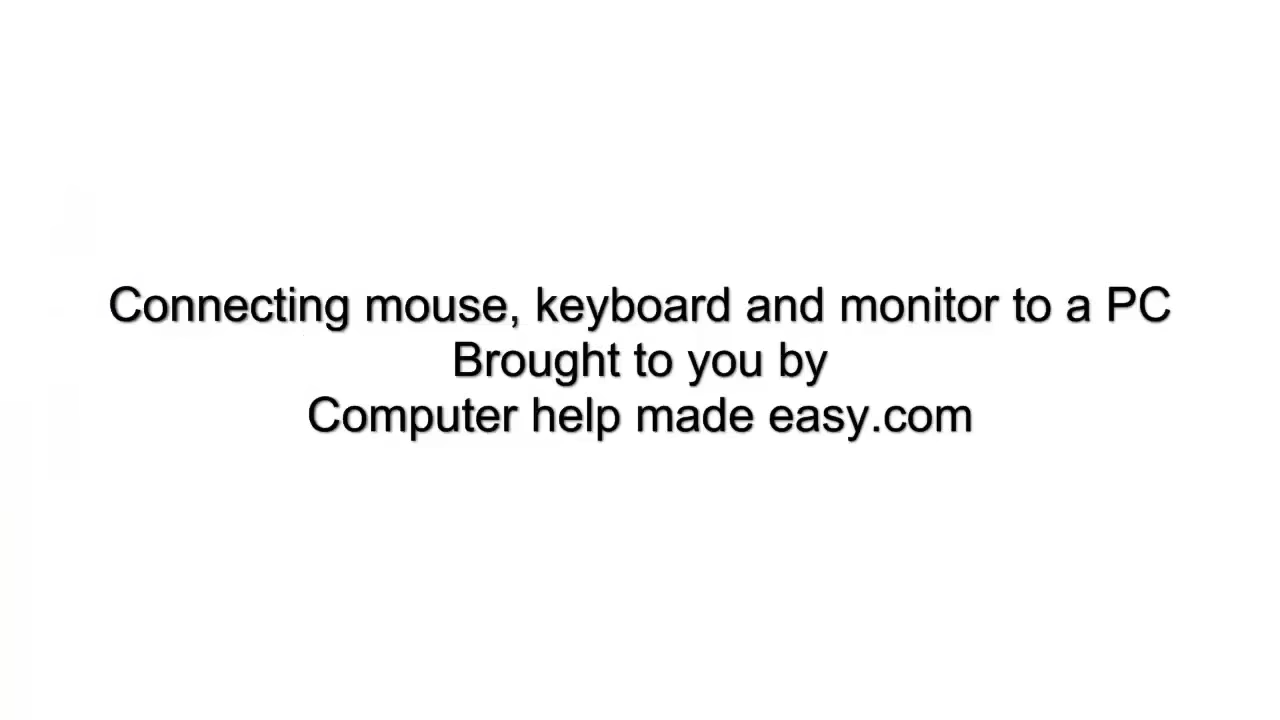 Connecting mouse, keyboard and monitor to a PC
Brought to you by
Computer help made easy.com